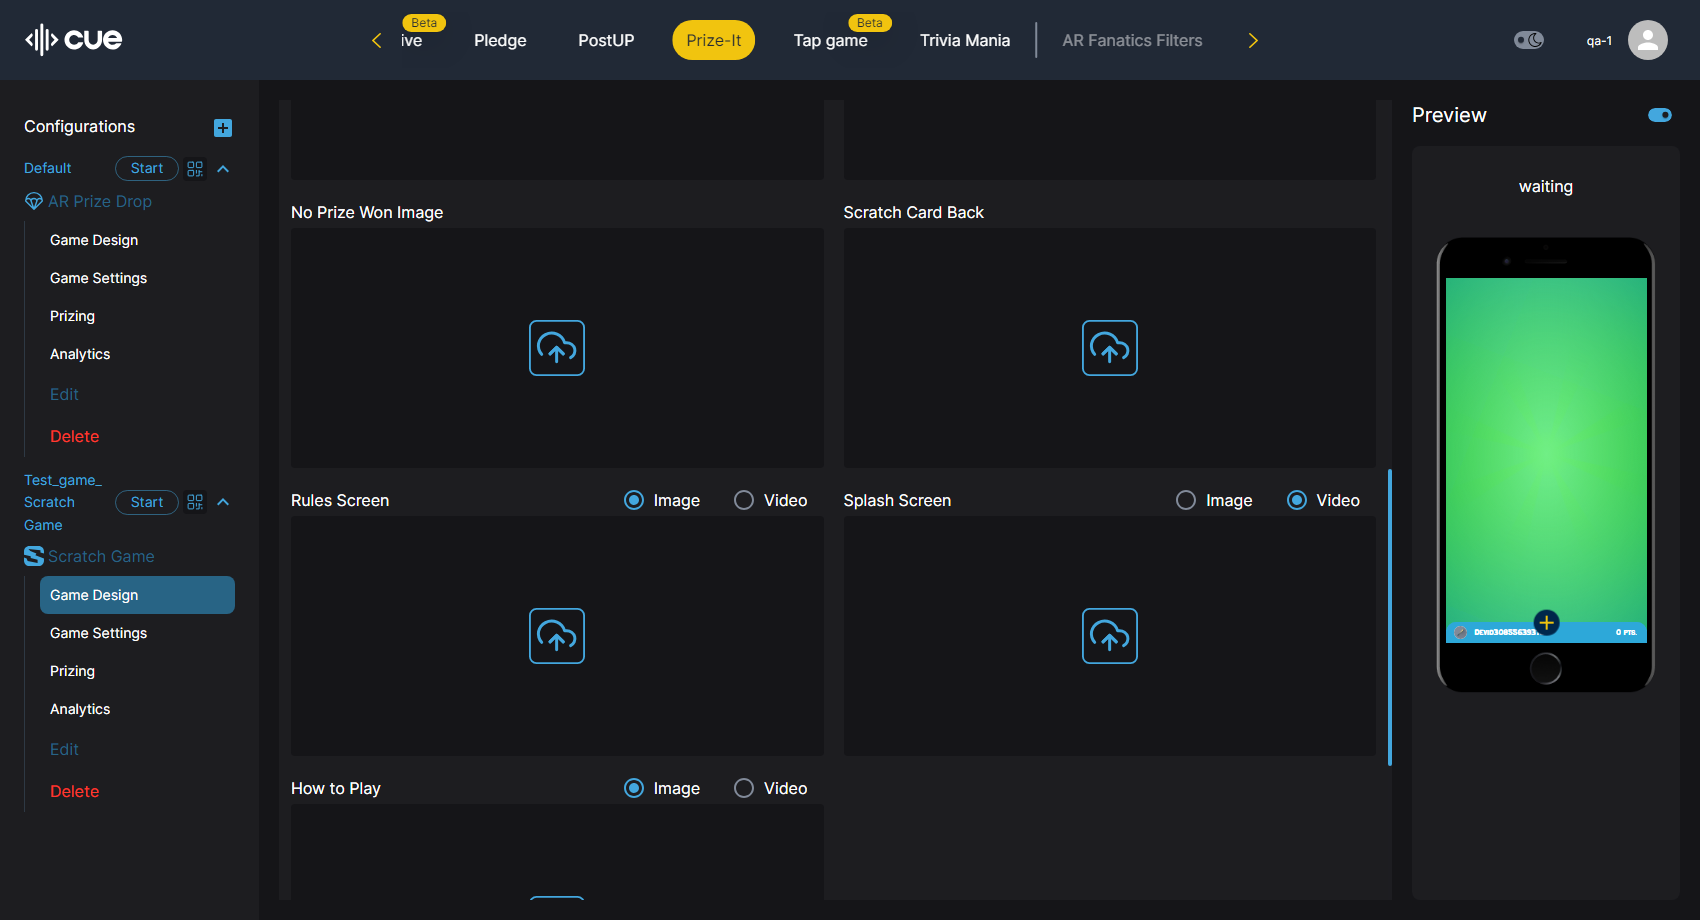 cue
ive
Beta
Pledge
PostUP
Prize-It
Tap game
Beta
Trivia Mania
AR Fanatics Filters
qa-1
Configurations
Default
Start
AR Prize Drop
Game Design
Game Settings
Prizing
Analytics
Edit
Delete
Test_game_
Scratch
Game
Start
Scratch Game
Game Design
Game Settings
Prizing
Analytics
Edit
Delete
No Prize Won Image
Scratch Card Back
Rules Screen
Image
Video
Splash Screen
Image
Video
How to Play
Image
Video
Preview
waiting
0 PTS.